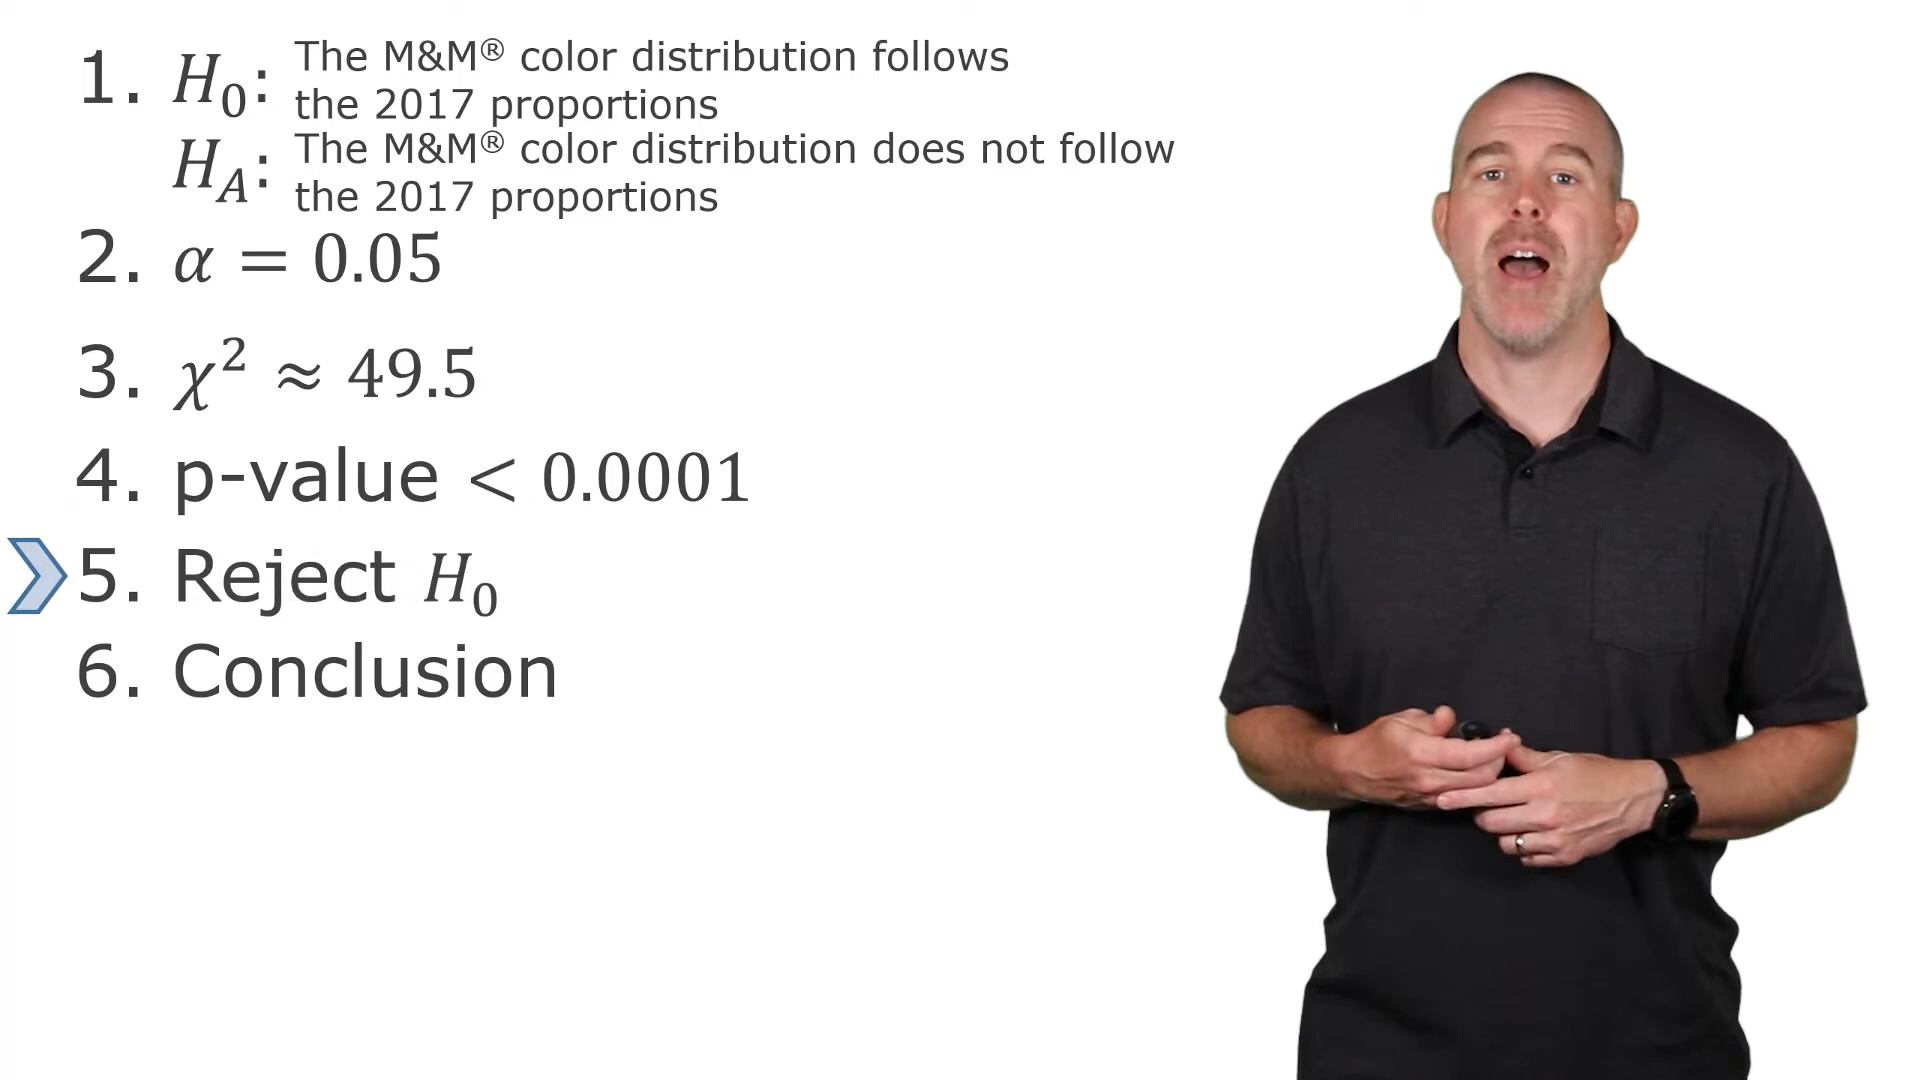 1. H₀: The M&M® color distribution follows
the 2017 proportions
H_A: The M&M® color distribution does not follow
the 2017 proportions
2. α = 0.05
3. χ² ≈ 49.5
4. p-value < 0.0001
5. Reject H₀
6. Conclusion